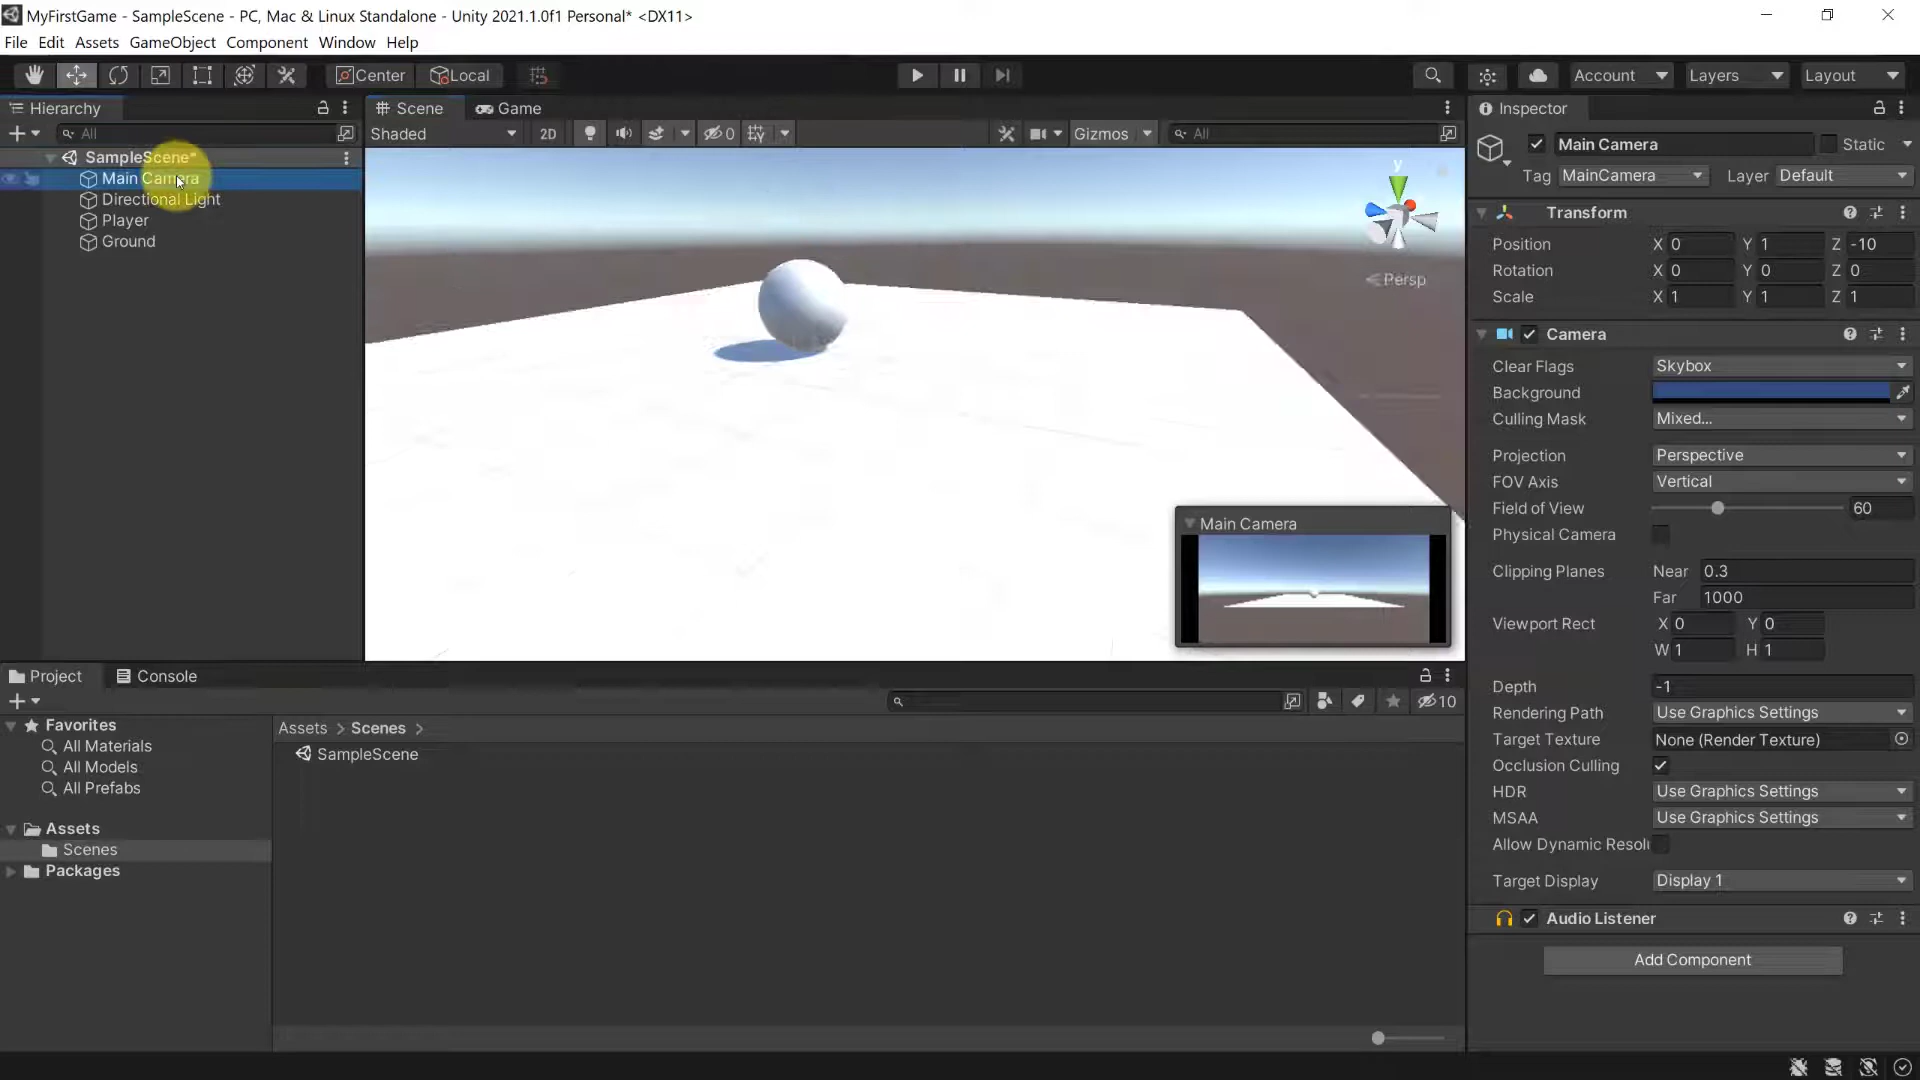 MyFirstGame - SampleScene - PC, Mac & Linux Standalone - Unity 2021.1.0f1 Personal* <DX11>
File Edit Assets GameObject Component Window Help
Center Local Account Layers Layout
Hierarchy
All
SampleScene*
Main Camera
Directional Light
Player
Ground
Scene Game
Shaded 2D 0 Gizmos All
y
Persp
Main Camera
Inspector
Main Camera Static
Tag MainCamera Layer Default
Transform
Position X 0 Y 1 Z -10
Rotation X 0 Y 0 Z 0
Scale X 1 Y 1 Z 1
Camera
Clear Flags Skybox
Background
Culling Mask Mixed...
Projection Perspective
FOV Axis Vertical
Field of View 60
Physical Camera
Clipping Planes Near 0.3
Far 1000
Viewport Rect X 0 Y 0
W 1 H 1
Depth -1
Rendering Path Use Graphics Settings
Target Texture None (Render Texture)
Occlusion Culling
HDR Use Graphics Settings
MSAA Use Graphics Settings
Allow Dynamic Resolu
Target Display Display 1
Audio Listener
Add Component
Project Console
10
Favorites
All Materials
All Models
All Prefabs
Assets
Scenes
Packages
Assets > Scenes >
SampleScene